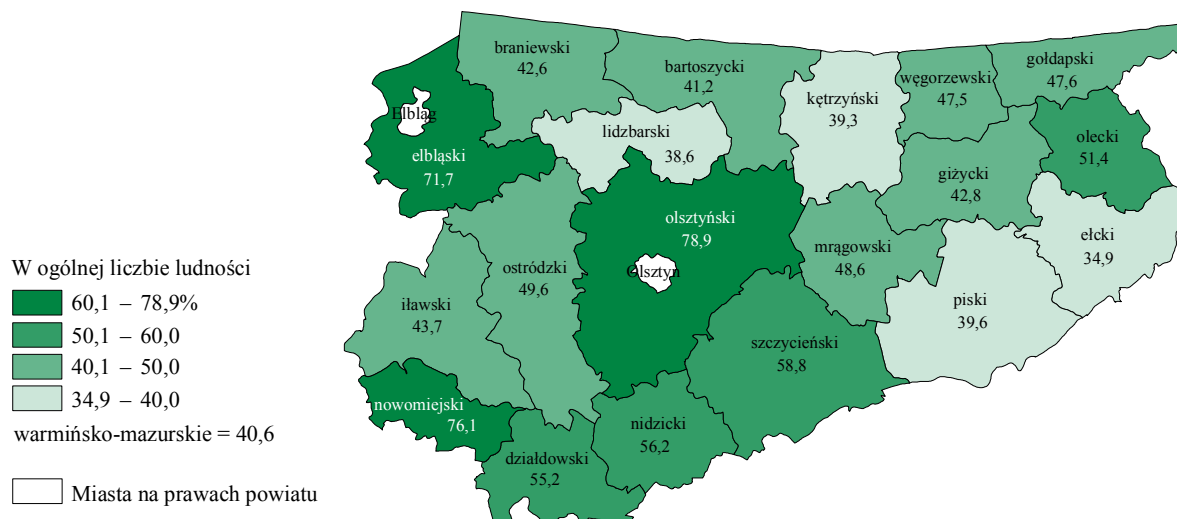 braniewski
42,6
bartoszycki
41,2
kętrzyński
39,3
węgorzewski
47,5
gołdapski
47,6
Elbląg
elbląski
71,7
lidzbarski
38,6
olecki
51,4
giżycki
42,8
olsztyński
78,9
Olsztyn
mrągowski
48,6
ełcki
34,9
ostródzki
49,6
iławski
43,7
piski
39,6
szczycieński
58,8
nowomiejski
76,1
nidzicki
56,2
działdowski
55,2
W ogólnej liczbie ludności
60,1 – 78,9%
50,1 – 60,0
40,1 – 50,0
34,9 – 40,0
warmińsko-mazurskie = 40,6
Miasta na prawach powiatu